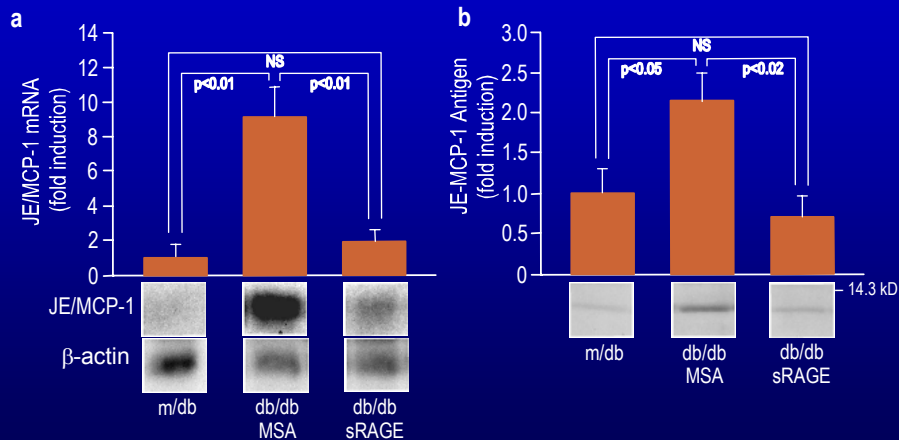 a
JE/MCP-1 mRNA
(fold induction)
14
12
10
8
6
4
2
0
NS
p<0.01
p<0.01
JE/MCP-1
β-actin
m/db
db/db
MSA
db/db
sRAGE
b
JE-MCP-1 Antigen
(fold induction)
3.0
2.5
2.0
1.5
1.0
0.5
0
NS
p<0.05
p<0.02
14.3 kD
m/db
db/db
MSA
db/db
sRAGE